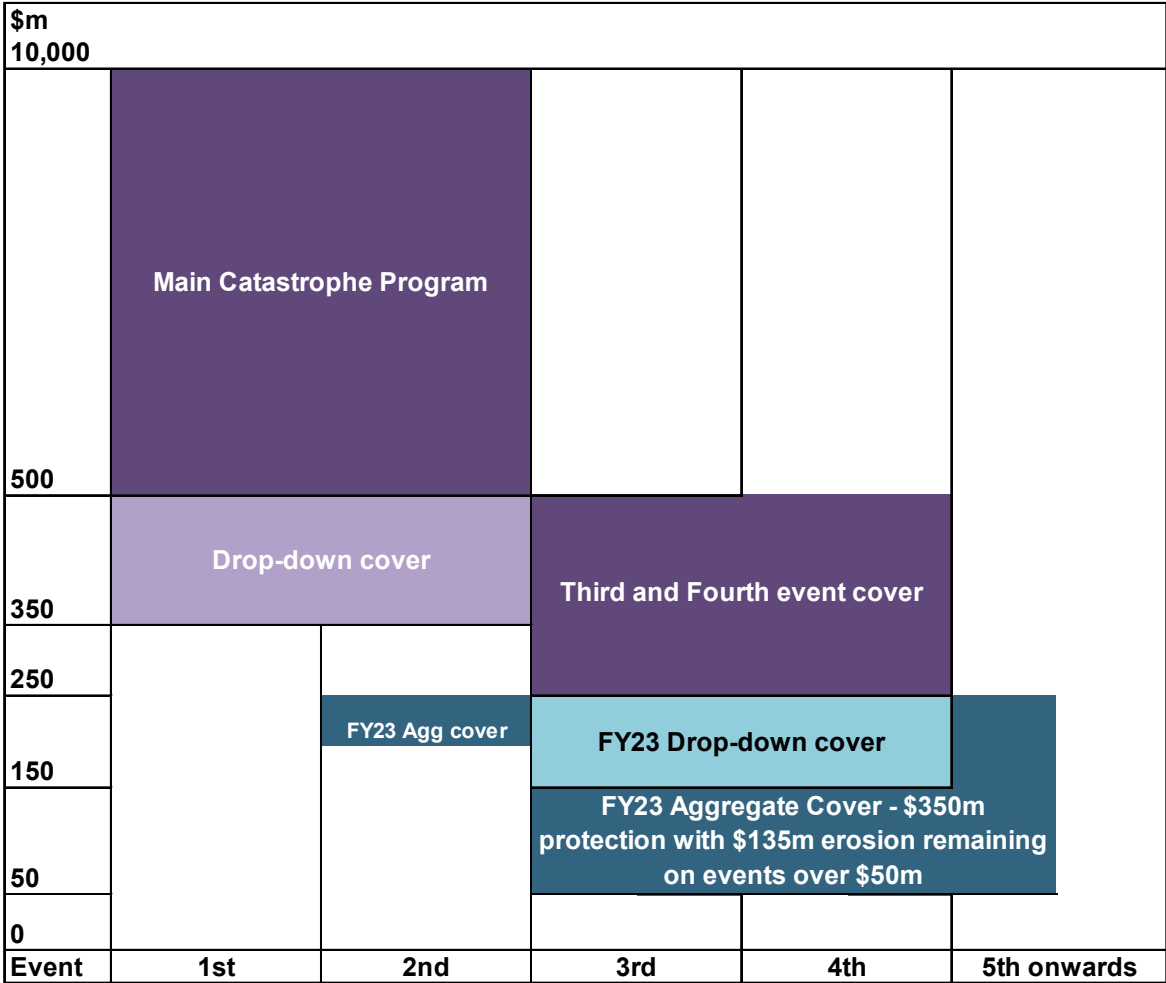 $m
10,000
Main Catastrophe Program
500
Drop-down cover
Third and Fourth event cover
350
250
FY23 Agg cover
FY23 Drop-down cover
150
FY23 Aggregate Cover - $350m
protection with $135m erosion remaining
on events over $50m
50
0
Event 1st 2nd 3rd 4th 5th onwards